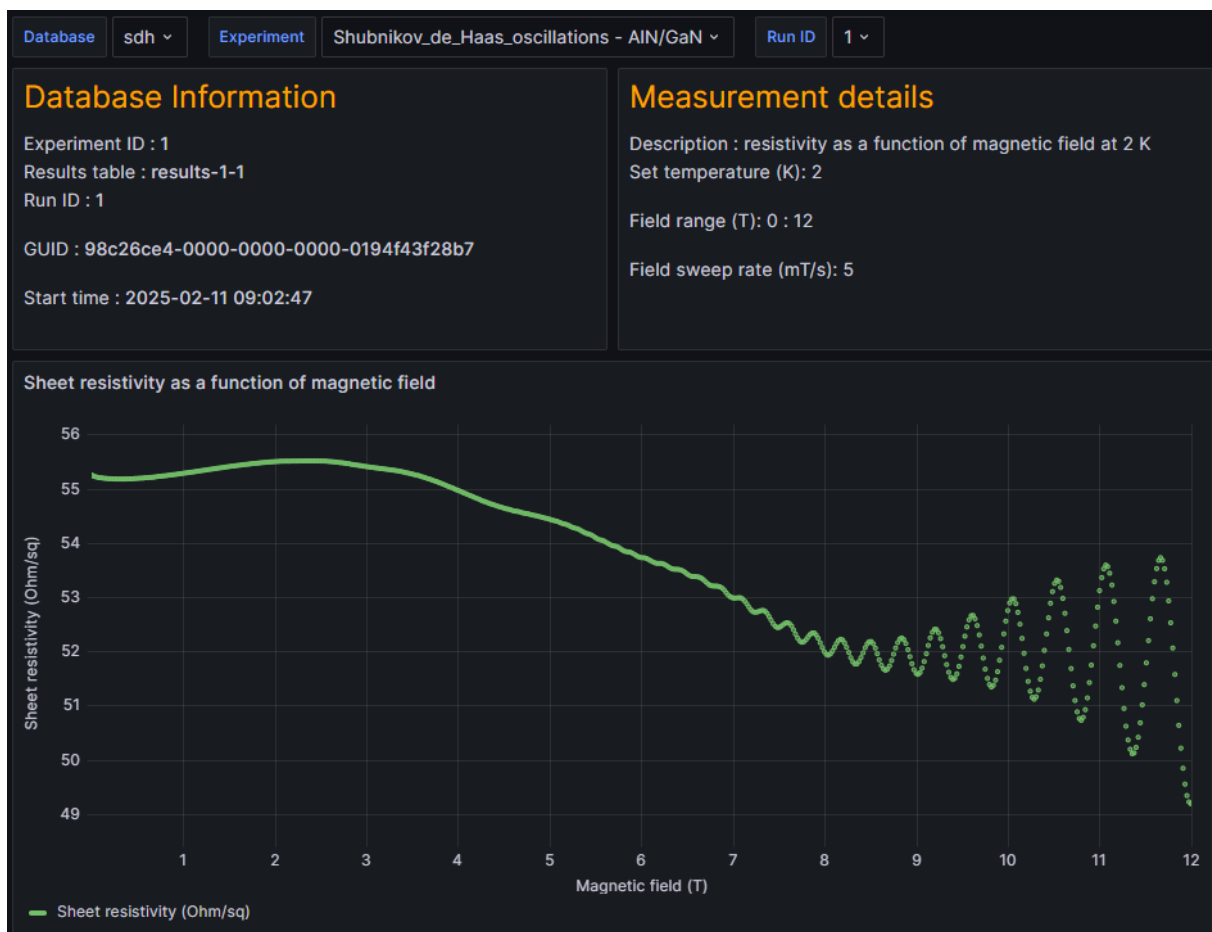 Database sdh Experiment Shubnikov_de_Haas_oscillations - AlN/GaN Run ID 1
Database Information
Experiment ID : 1
Results table : results-1-1
Run ID : 1
GUID : 98c26ce4-0000-0000-0000-0194f43f28b7
Start time : 2025-02-11 09:02:47
Measurement details
Description : resistivity as a function of magnetic field at 2 K
Set temperature (K): 2
Field range (T): 0 : 12
Field sweep rate (mT/s): 5
Sheet resistivity as a function of magnetic field
Sheet resistivity (Ohm/sq)
56
55
54
53
52
51
50
49
1 2 3 4 5 6 7 8 9 10 11 12
Magnetic field (T)
Sheet resistivity (Ohm/sq)